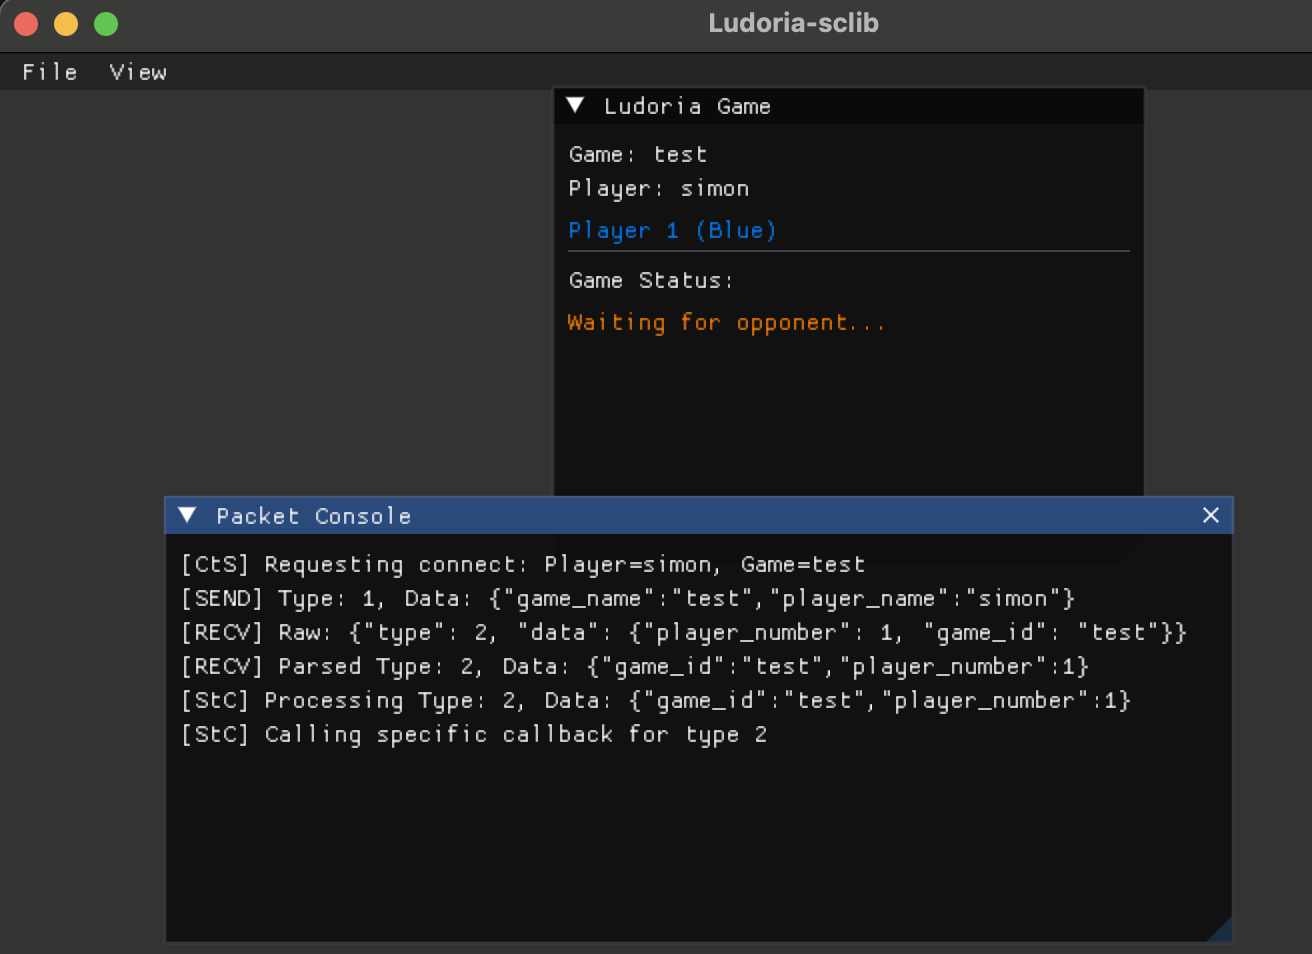 Ludoria-sclib
File View
Ludoria Game
Game: test
Player: simon
Player 1 (Blue)
Game Status:
Waiting for opponent...
Packet Console
[CtS] Requesting connect: Player=simon, Game=test
[SEND] Type: 1, Data: {"game_name":"test","player_name":"simon"}
[RECV] Raw: {"type": 2, "data": {"player_number": 1, "game_id": "test"}}
[RECV] Parsed Type: 2, Data: {"game_id":"test","player_number":1}
[StC] Processing Type: 2, Data: {"game_id":"test","player_number":1}
[StC] Calling specific callback for type 2